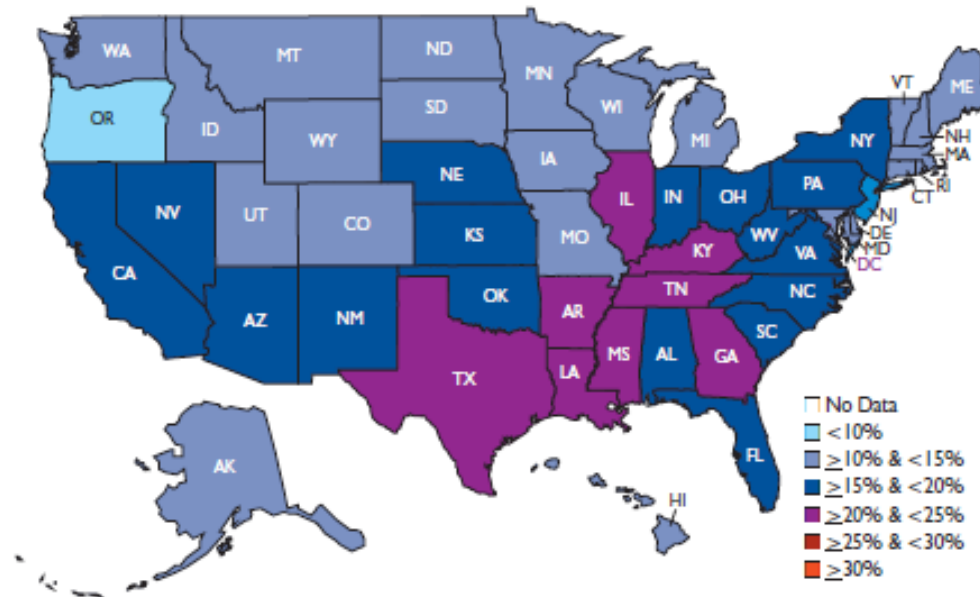 WA
MT
ND
MN
VT
ME
OR
ID
SD
WI
MI
NY
NH
MA
WY
IA
RI
CT
NE
PA
NV
UT
CO
IL
IN
OH
NJ
DE
MD
DC
CA
KS
MO
WV
VA
KY
AZ
NM
OK
AR
TN
NC
SC
TX
LA
MS
AL
GA
FL
AK
HI
No Data
<10%
≥10% & <15%
≥15% & <20%
≥20% & <25%
≥25% & <30%
≥30%